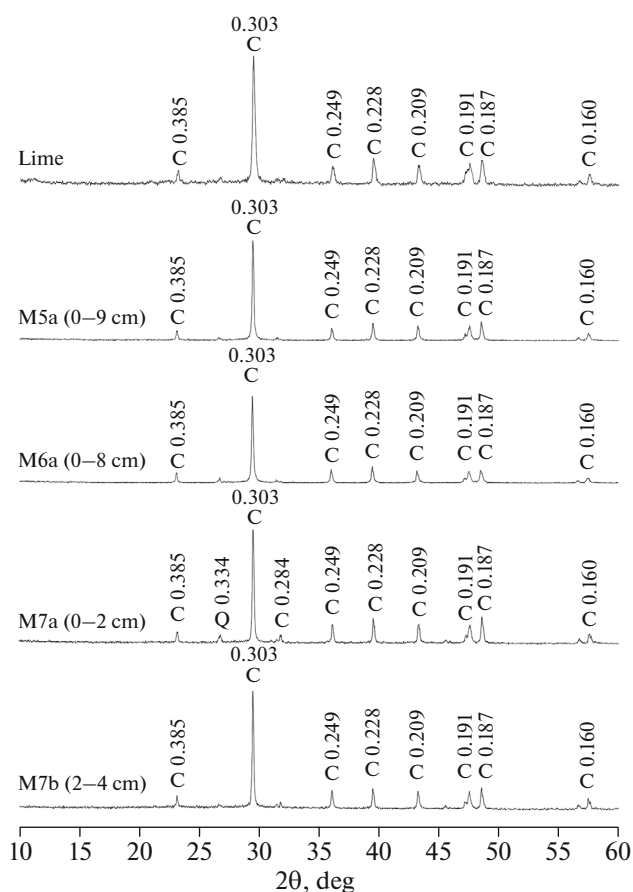 0.303
C
C 0.385
C 0.249
C 0.228
C 0.209
C 0.191
C 0.187
C 0.160
Lime
0.303
C
C 0.385
C 0.249
C 0.228
C 0.209
C 0.191
C 0.187
C 0.160
M5a (0–9 cm)
0.303
C
C 0.385
C 0.249
C 0.228
C 0.209
C 0.191
C 0.187
C 0.160
M6a (0–8 cm)
0.303
C
C 0.385
Q 0.334
C 0.284
C 0.249
C 0.228
C 0.209
C 0.191
C 0.187
C 0.160
M7a (0–2 cm)
0.303
C
C 0.385
C 0.249
C 0.228
C 0.209
C 0.191
C 0.187
C 0.160
M7b (2–4 cm)
10 15 20 25 30 35 40 45 50 55 60
2θ, deg